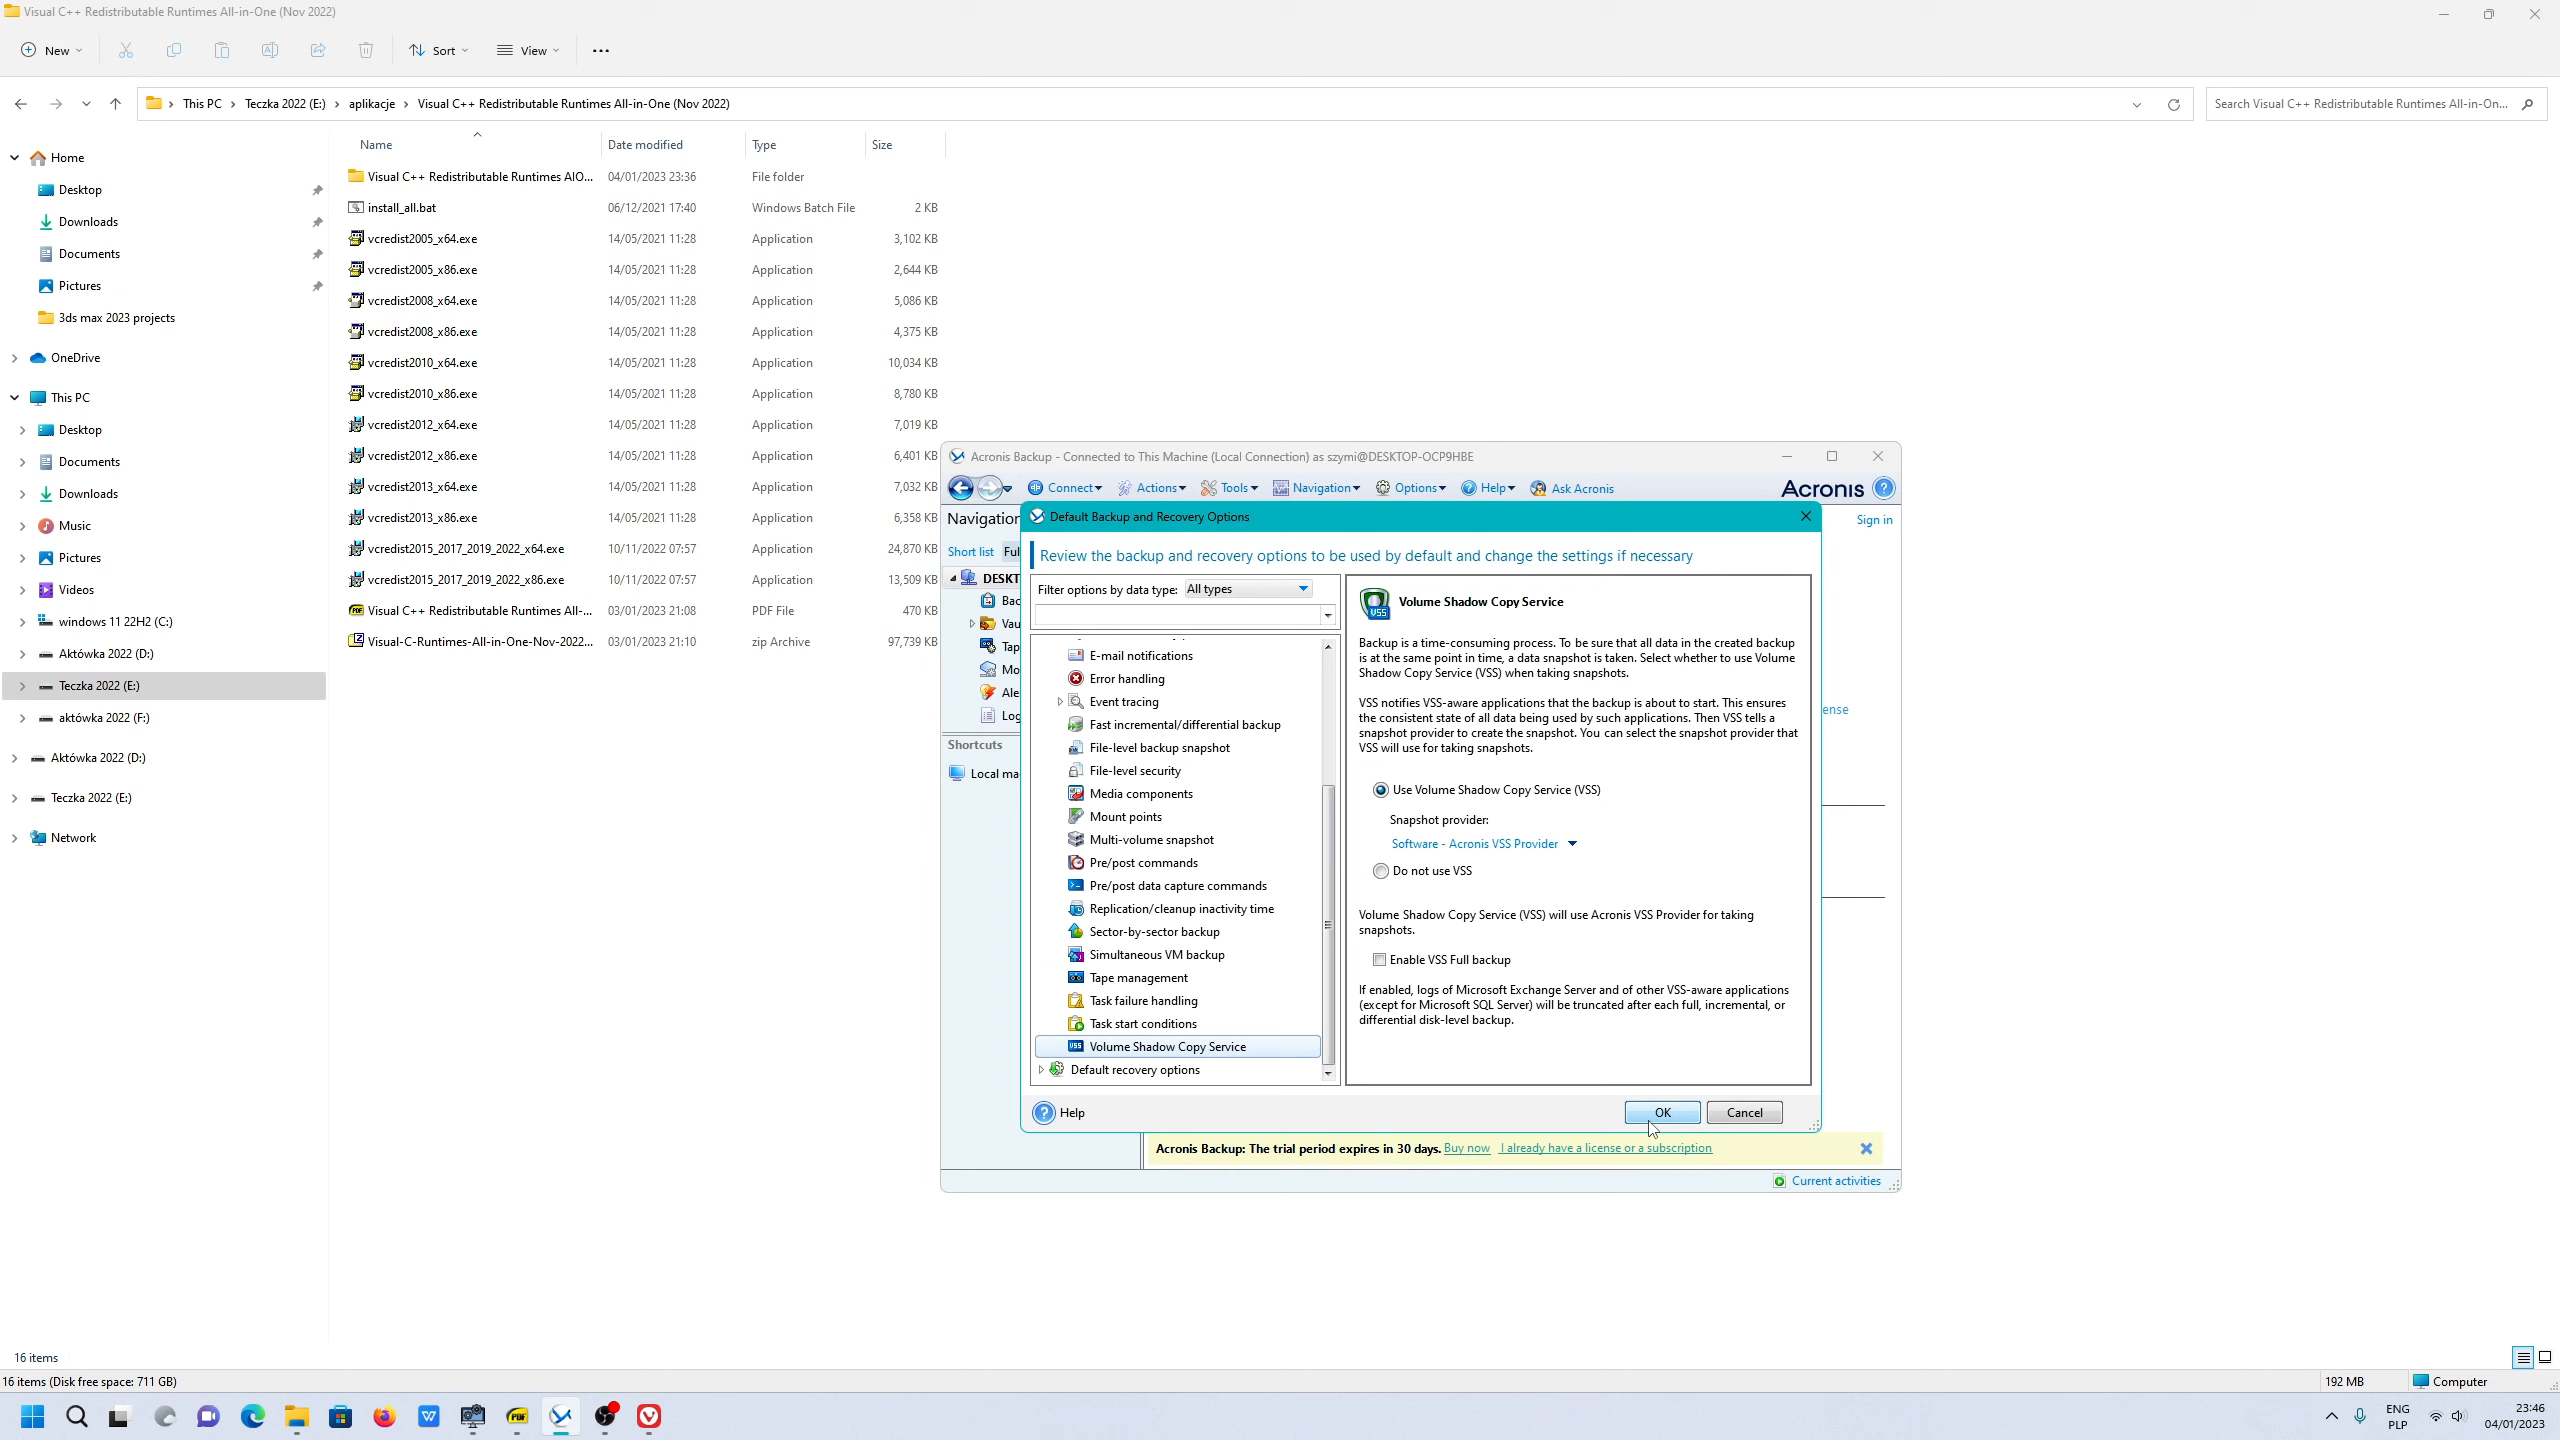 Visual C++ Redistributable Runtimes All-in-One (Nov 2022)
New
Sort
View
This PC › Teczka 2022 (E:) › aplikacje › Visual C++ Redistributable Runtimes All-in-One (Nov 2022)
Search Visual C++ Redistributable Runtimes All-in-On...
Name Date modified Type Size
Home
Desktop
Downloads
Documents
Pictures
3ds max 2023 projects
OneDrive
This PC
Desktop
Documents
Downloads
Music
Pictures
Videos
windows 11 22H2 (C:)
Aktówka 2022 (D:)
Teczka 2022 (E:)
aktówka 2022 (F:)
Aktówka 2022 (D:)
Teczka 2022 (E:)
Network
Visual C++ Redistributable Runtimes AIO... 04/01/2023 23:36 File folder
install_all.bat 06/12/2021 17:40 Windows Batch File 2 KB
vcredist2005_x64.exe 14/05/2021 11:28 Application 3,102 KB
vcredist2005_x86.exe 14/05/2021 11:28 Application 2,644 KB
vcredist2008_x64.exe 14/05/2021 11:28 Application 5,086 KB
vcredist2008_x86.exe 14/05/2021 11:28 Application 4,375 KB
vcredist2010_x64.exe 14/05/2021 11:28 Application 10,034 KB
vcredist2010_x86.exe 14/05/2021 11:28 Application 8,780 KB
vcredist2012_x64.exe 14/05/2021 11:28 Application 7,019 KB
vcredist2012_x86.exe 14/05/2021 11:28 Application 6,401 KB
vcredist2013_x64.exe 14/05/2021 11:28 Application 7,032 KB
vcredist2013_x86.exe 14/05/2021 11:28 Application 6,358 KB
vcredist2015_2017_2019_2022_x64.exe 10/11/2022 07:57 Application 24,870 KB
vcredist2015_2017_2019_2022_x86.exe 10/11/2022 07:57 Application 13,509 KB
Visual C++ Redistributable Runtimes All-... 03/01/2023 21:08 PDF File 470 KB
Visual-C-Runtimes-All-in-One-Nov-2022... 03/01/2023 21:10 zip Archive 97,739 KB
Acronis Backup - Connected to This Machine (Local Connection) as szymi@DESKTOP-OCP9HBE
Connect Actions Tools Navigation Options Help Ask Acronis
Acronis
Navigation
Sign in
Short list Ful
DESKT
Bac
Vau
Tap
Mo
Ale
Log
Shortcuts
Local ma
ense
Default Backup and Recovery Options
Review the backup and recovery options to be used by default and change the settings if necessary
Filter options by data type: All types
E-mail notifications
Error handling
Event tracing
Fast incremental/differential backup
File-level backup snapshot
File-level security
Media components
Mount points
Multi-volume snapshot
Pre/post commands
Pre/post data capture commands
Replication/cleanup inactivity time
Sector-by-sector backup
Simultaneous VM backup
Tape management
Task failure handling
Task start conditions
Volume Shadow Copy Service
Default recovery options
VSS
Volume Shadow Copy Service
Backup is a time-consuming process. To be sure that all data in the created backup
is at the same point in time, a data snapshot is taken. Select whether to use Volume
Shadow Copy Service (VSS) when taking snapshots.
VSS notifies VSS-aware applications that the backup is about to start. This ensures
the consistent state of all data being used by such applications. Then VSS tells a
snapshot provider to create the snapshot. You can select the snapshot provider that
VSS will use for taking snapshots.
Use Volume Shadow Copy Service (VSS)
Snapshot provider:
Software - Acronis VSS Provider
Do not use VSS
Volume Shadow Copy Service (VSS) will use Acronis VSS Provider for taking
snapshots.
Enable VSS Full backup
If enabled, logs of Microsoft Exchange Server and of other VSS-aware applications
(except for Microsoft SQL Server) will be truncated after each full, incremental, or
differential disk-level backup.
Help
OK
Cancel
Acronis Backup: The trial period expires in 30 days. Buy now I already have a license or a subscription
Current activities
16 items
16 items (Disk free space: 711 GB)
192 MB
Computer
ENG
PLP
23:46
04/01/2023